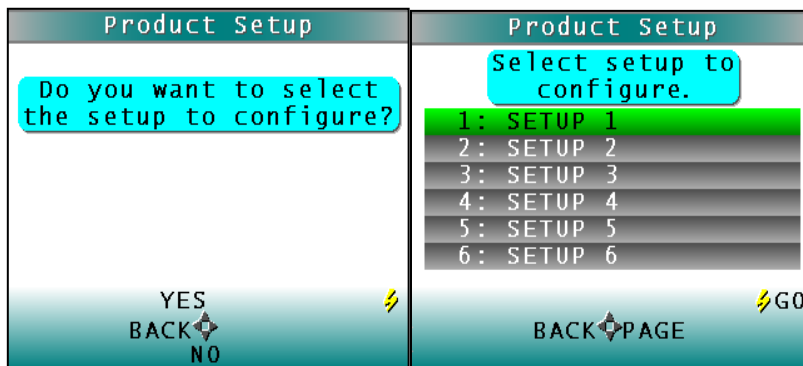 Product Setup
Do you want to select
the setup to configure?
YES
BACK
NO
Product Setup
Select setup to
configure.
1: SETUP 1
2: SETUP 2
3: SETUP 3
4: SETUP 4
5: SETUP 5
6: SETUP 6
GO
BACK PAGE